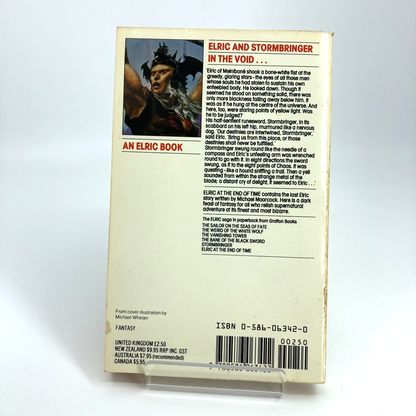 ELRIC AND STORMBRINGER
IN THE VOID . . .
'Elric of Melniboné shook a bone-white fist at the
greedy, glaring stars - the eyes of all those men
whose souls he had stolen to sustain his own
enfeebled body. He looked down. Though it
seemed he stood on something solid, there was
only more blackness falling away below him. It
was as if he hung at the centre of the universe. And
here, too, were staring points of yellow light. Was
he to be judged?
His half-sentient runesword, Stormbringer, in its
scabbard on his left hip, murmured like a nervous
dog. 'Our destinies are intertwined, Stormbringer,'
said Elric. 'Bring us from this place, or those
destinies shall never be fulfilled.'
Stormbringer swung round like the needle of a
compass and Elric's unfeeling arm was wrenched
round to go with it. In eight directions the sword
swung, as if to the eight points of Chaos. It was
questing - like a hound sniffing a trail. Then a yell
sounded from within the strange metal of the
blade; a distant cry of delight, it seemed to Elric . . .'
AN ELRIC BOOK
ELRIC AT THE END OF TIME contains the last Elric
story written by Michael Moorcock. Here is a dark
feast of fantasy for all who relish supernatural
adventure at its finest and most bizarre.
The ELRIC saga in paperback from Grafton Books
THE SAILOR ON THE SEAS OF FATE
THE WEIRD OF THE WHITE WOLF
THE VANISHING TOWER
THE BANE OF THE BLACK SWORD
STORMBRINGER
ELRIC AT THE END OF TIME
Front cover illustration by
Michael Whelan
FANTASY
UNITED KINGDOM £2.50
NEW ZEALAND $9.95 RRP INC. GST
AUSTRALIA $7.95 (recommended)
CANADA $5.95
ISBN 0-586-06342-0
00250